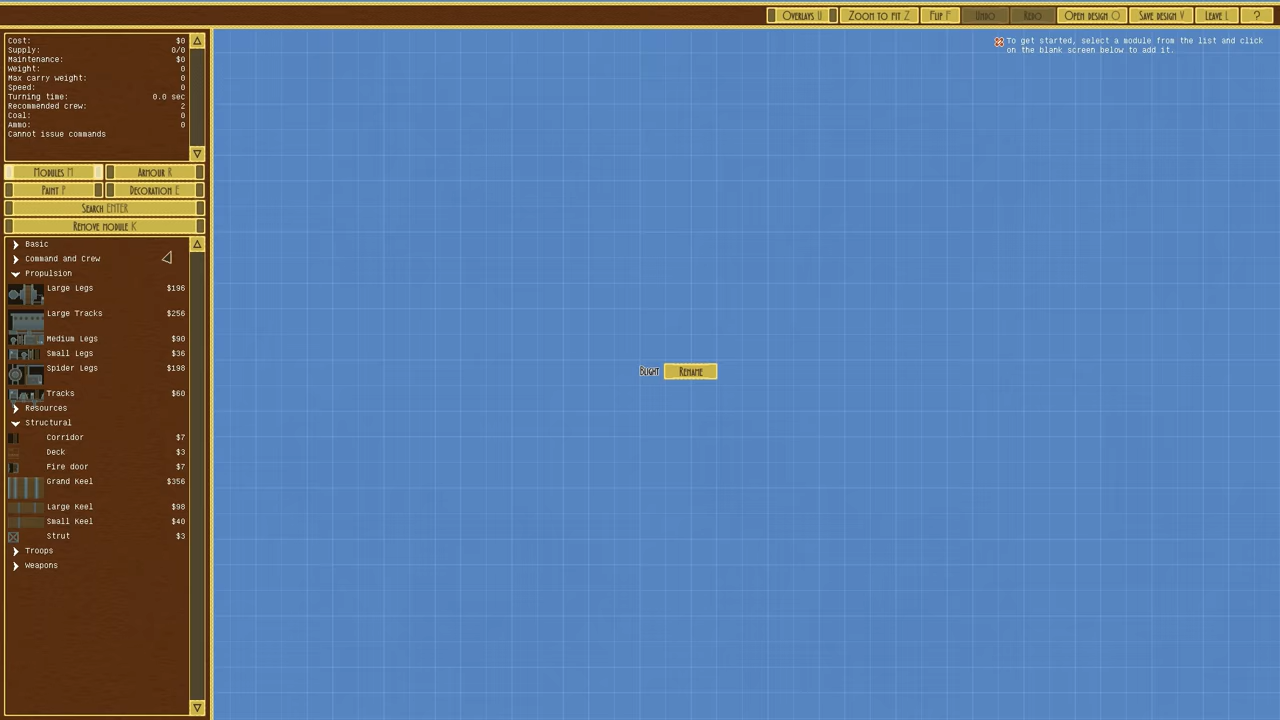 Overlays U
Zoom to fit Z
Flip F
Undo
Redo
Open design O
Save design V
Leave L
?
Cost: $0
Supply: 0/0
Maintenance: $0
Weight: 0
Max carry weight: 0
Speed: 0
Turning time: 0.0 sec
Recommended crew: 2
Coal: 0
Ammo: 0
Cannot issue commands
To get started, select a module from the list and click
on the blank screen below to add it.
Modules M
Armour R
Paint P
Decoration E
Search ENTER
Remove module K
Basic
Command and Crew
Propulsion
Large Legs $196
Large Tracks $256
Medium Legs $90
Small Legs $36
Spider Legs $198
Tracks $60
Resources
Structural
Corridor $7
Deck $3
Fire door $7
Grand Keel $356
Large Keel $98
Small Keel $40
Strut $3
Troops
Weapons
Blight
Rename